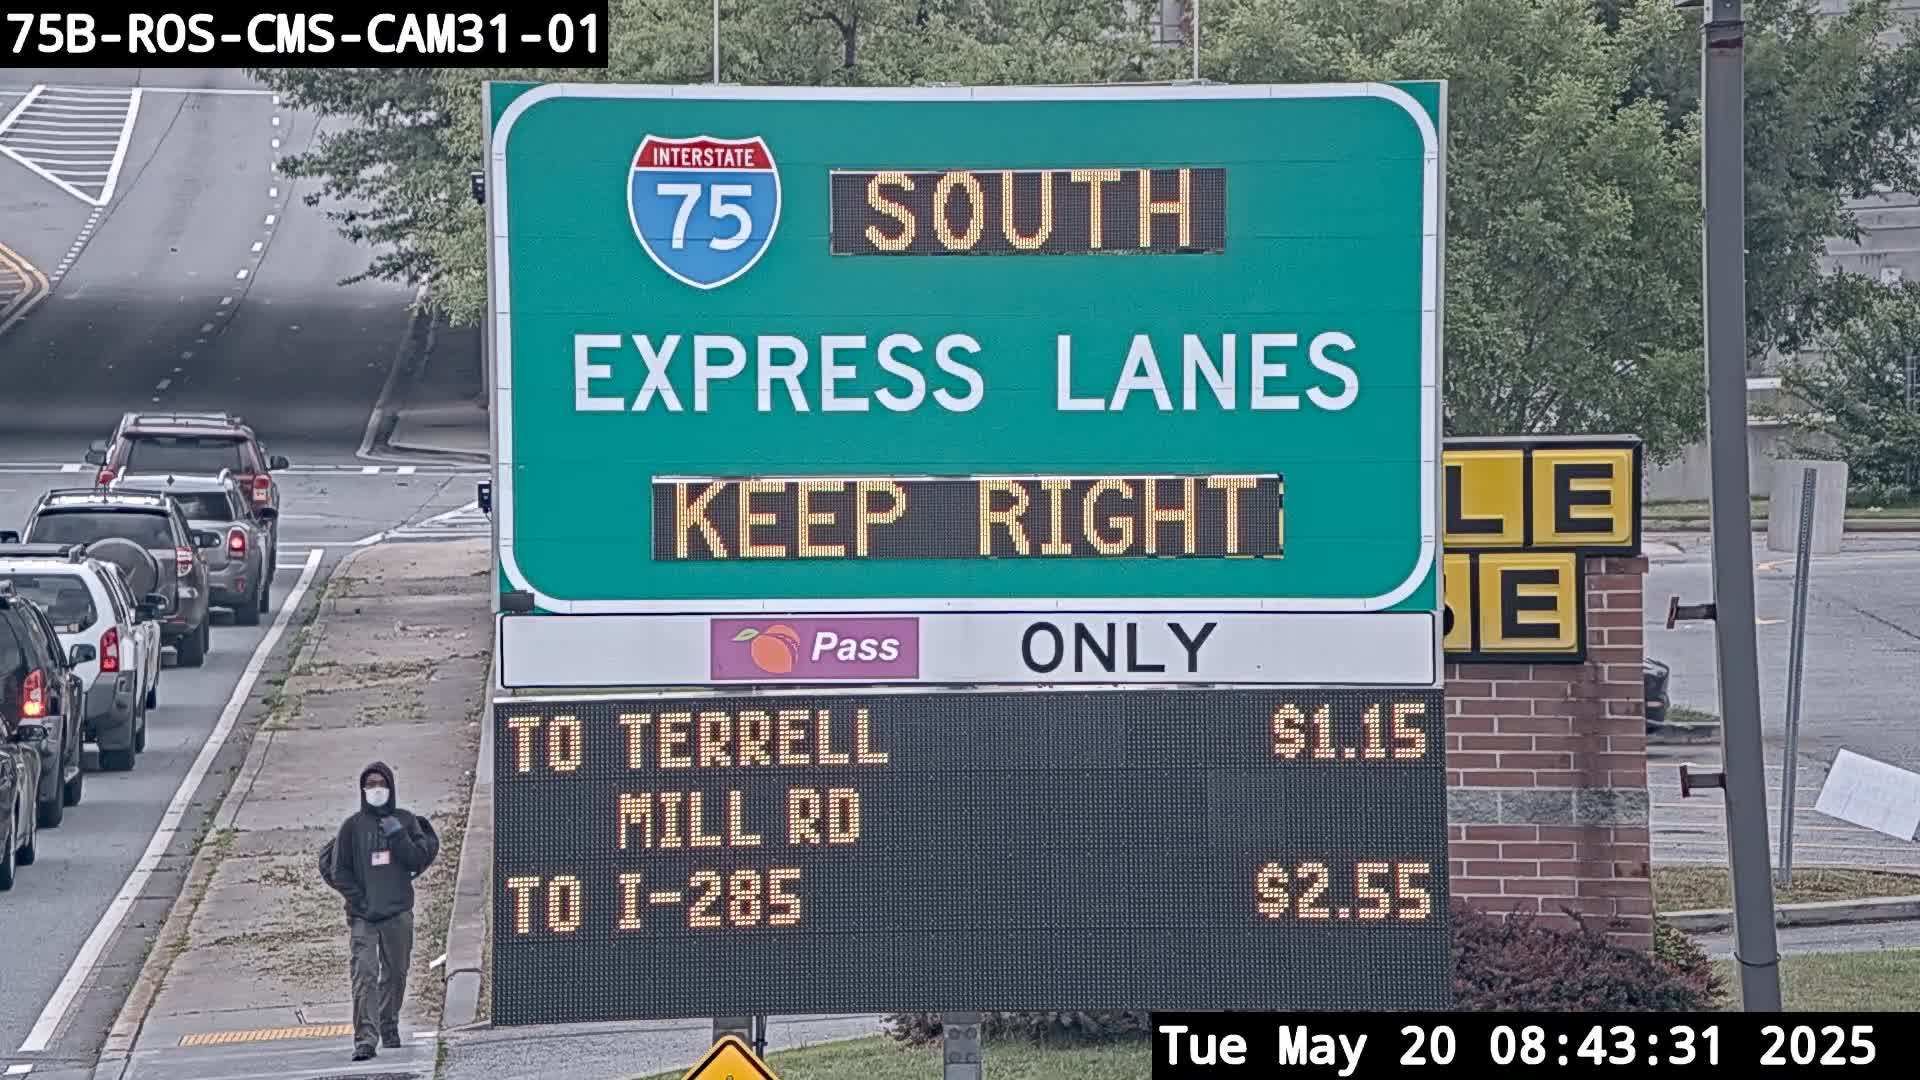 75B-ROS-CMS-CAM31-01
INTERSTATE
75
SOUTH
EXPRESS LANES
KEEP RIGHT
Pass ONLY
TO TERRELL $1.15
MILL RD
TO I-285 $2.55
LE
E
Tue May 20 08:43:31 2025